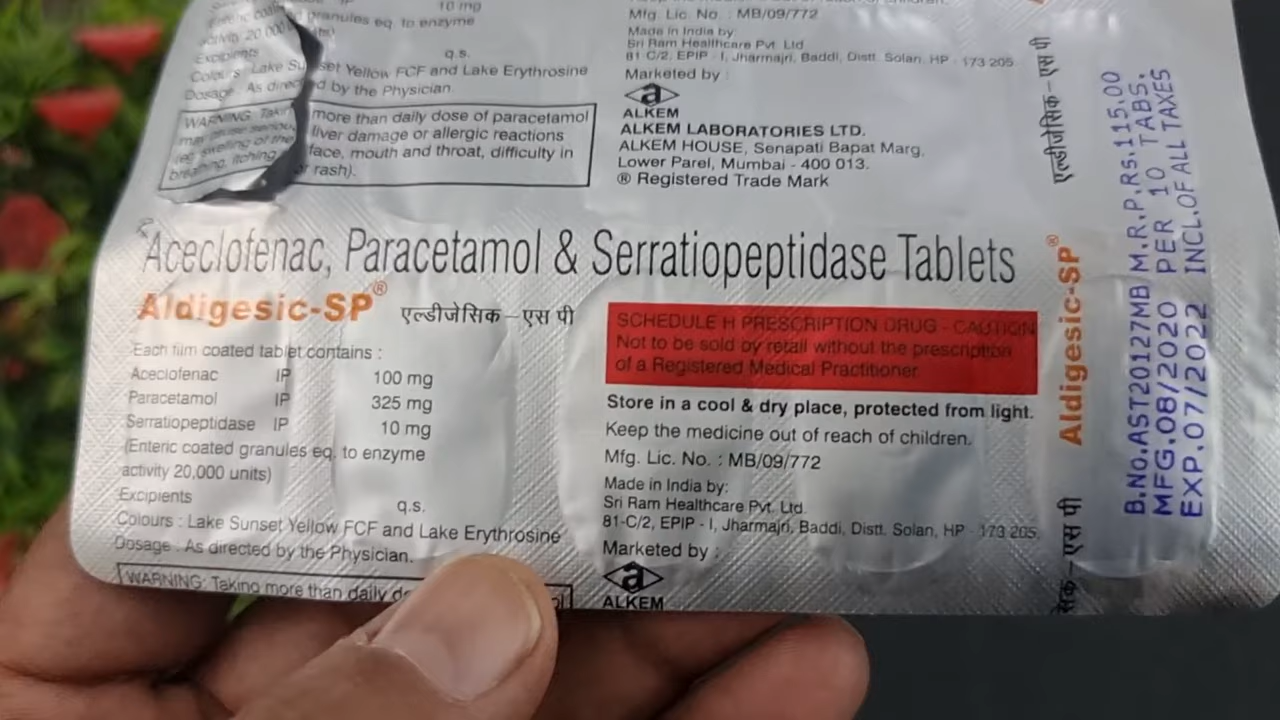 10 mg
granules eq. to enzyme
activity 20,000
Excipients
q.s.
Colours Lake Sunset Yellow FCF and Lake Erythrosine
Dosage As directed by the Physician
WARNING: Taking more than daily dose of paracetamol
may cause serious liver damage or allergic reactions
swelling of the face, mouth and throat, difficulty in
breathing, itching or rash).
Mfg. Lic. No. : MB/09/772
Made in India by:
Sri Ram Healthcare Pvt. Ltd.
81-C/2, EPIP - I, Jharmajri, Baddi, Distt. Solan, HP - 173 205.
Marketed by :
a
ALKEM
ALKEM LABORATORIES LTD.
ALKEM HOUSE, Senapati Bapat Marg,
Lower Parel, Mumbai - 400 013.
® Registered Trade Mark
Rx Aceclofenac, Paracetamol & Serratiopeptidase Tablets
Aldigesic-SP® एल्डीजेसिक – एस पी
Each film coated tablet contains :
Aceclofenac IP 100 mg
Paracetamol IP 325 mg
Serratiopeptidase IP 10 mg
(Enteric coated granules eq. to enzyme
activity 20,000 units)
Excipients q.s.
Colours : Lake Sunset Yellow FCF and Lake Erythrosine
Dosage : As directed by the Physician.
WARNING: Taking more than daily
SCHEDULE H PRESCRIPTION DRUG - CAUTION
Not to be sold by retail without the prescription
of a Registered Medical Practitioner
Store in a cool & dry place, protected from light.
Keep the medicine out of reach of children.
Mfg. Lic. No. : MB/09/772
Made in India by:
Sri Ram Healthcare Pvt. Ltd.
81-C/2, EPIP - I, Jharmajri, Baddi, Distt. Solan, HP - 173 205.
Marketed by :
a
ALKEM
एल्डीजेसिक – एस पी
Aldigesic-SP®
सिक – एस पी
B.No.AST20127MB M.R.P.Rs.115.00
MFG.08/2020 PER 10 TABS.
EXP.07/2022 INCL.OF ALL TAXES